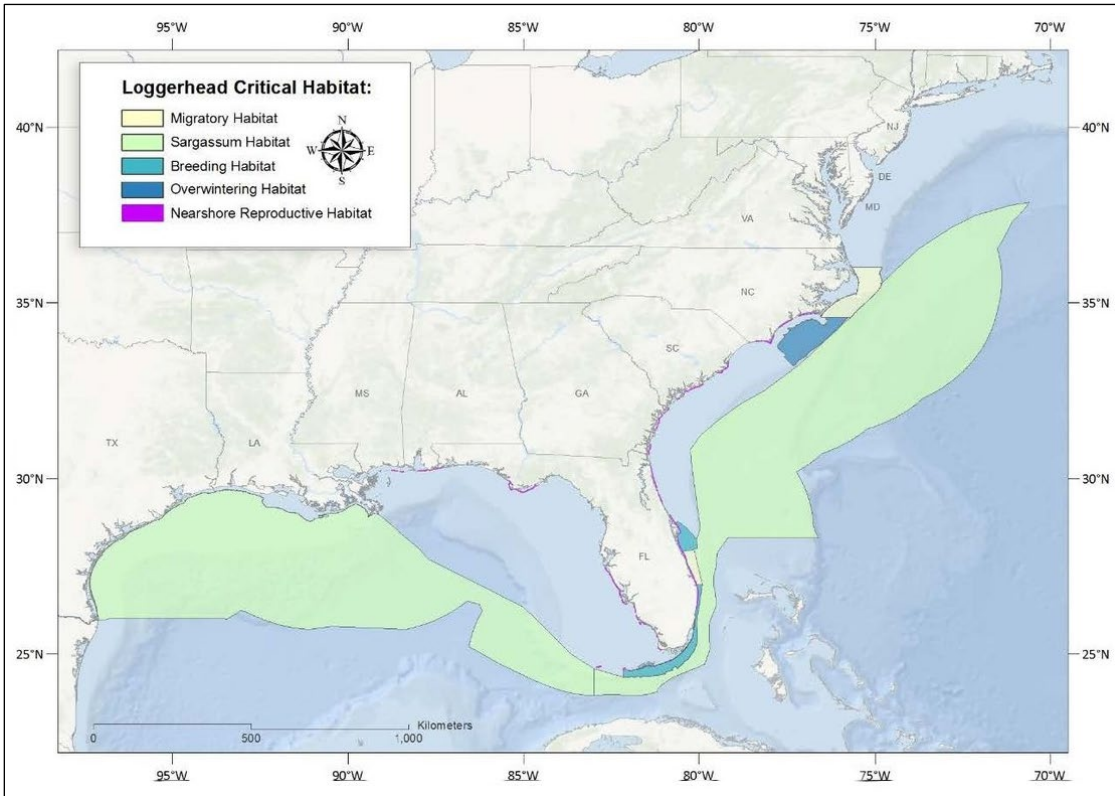 95°W 90°W 85°W 80°W 75°W 70°W
Loggerhead Critical Habitat:
Migratory Habitat
Sargassum Habitat
Breeding Habitat
Overwintering Habitat
Nearshore Reproductive Habitat
N
W E
S
40°N 40°N
NJ
DE
MD
VA
35°N 35°N
NC
SC
MS AL GA
TX LA
30°N 30°N
FL
25°N 25°N
Kilometers
0 500 1,000
95°W 90°W 85°W 80°W 75°W 70°W